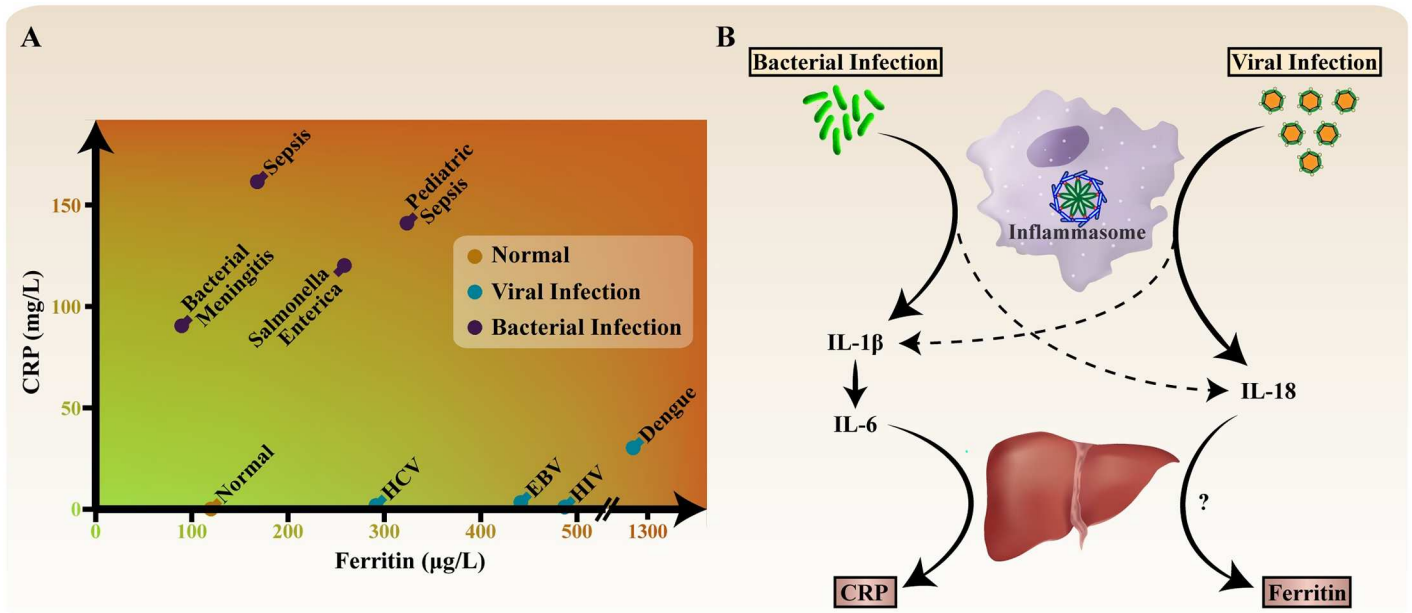 A
CRP (mg/L)
150
100
50
0
Sepsis
Pediatric
Sepsis
Bacterial
Meningitis
Salmonella
Enterica
Normal
HCV
EBV
HIV
Dengue
Normal
Viral Infection
Bacterial Infection
0
100
200
300
400
500
1300
Ferritin (μg/L)
B
Bacterial Infection
Viral Infection
Inflammasome
IL-1β
IL-6
IL-18
?
CRP
Ferritin